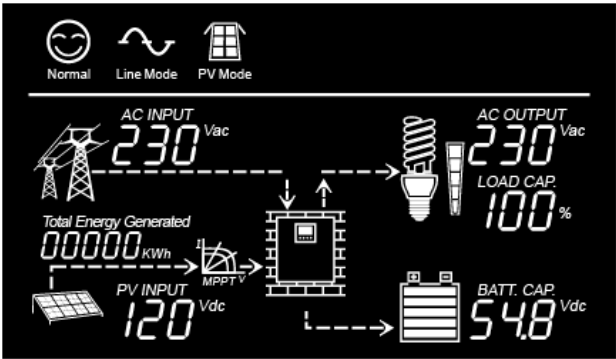 Normal Line Mode PV Mode
AC INPUT
230 Vac
AC OUTPUT
230 Vac
LOAD CAP.
100 %
Total Energy Generated
00000 KWh
I
MPPT V
PV INPUT
120 Vdc
BATT. CAP.
54.8 Vdc